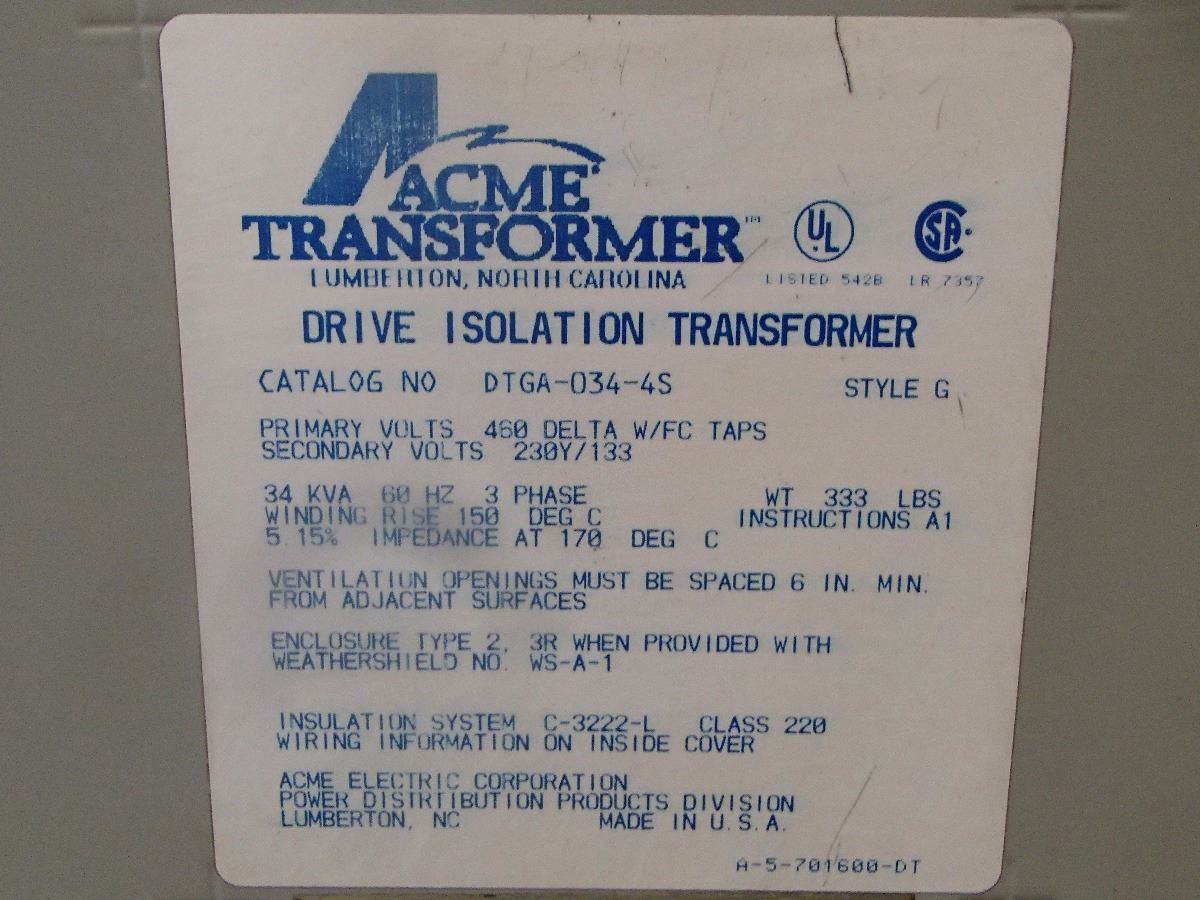 ACME
TRANSFORMER™
LUMBERTON, NORTH CAROLINA
UL
LISTED 542B
CSA
LR 7357
DRIVE ISOLATION TRANSFORMER
CATALOG NO DTGA-034-4S STYLE G
PRIMARY VOLTS 460 DELTA W/FC TAPS
SECONDARY VOLTS 230Y/133
34 KVA 60 HZ 3 PHASE WT 333 LBS
WINDING RISE 150 DEG C INSTRUCTIONS A1
5.15% IMPEDANCE AT 170 DEG C
VENTILATION OPENINGS MUST BE SPACED 6 IN. MIN.
FROM ADJACENT SURFACES
ENCLOSURE TYPE 2, 3R WHEN PROVIDED WITH
WEATHERSHIELD NO. WS-A-1
INSULATION SYSTEM C-3222-L CLASS 220
WIRING INFORMATION ON INSIDE COVER
ACME ELECTRIC CORPORATION
POWER DISTRTIBUTION PRODUCTS DIVISION
LUMBERTON, NC MADE IN U.S.A.
A-5-701600-DT